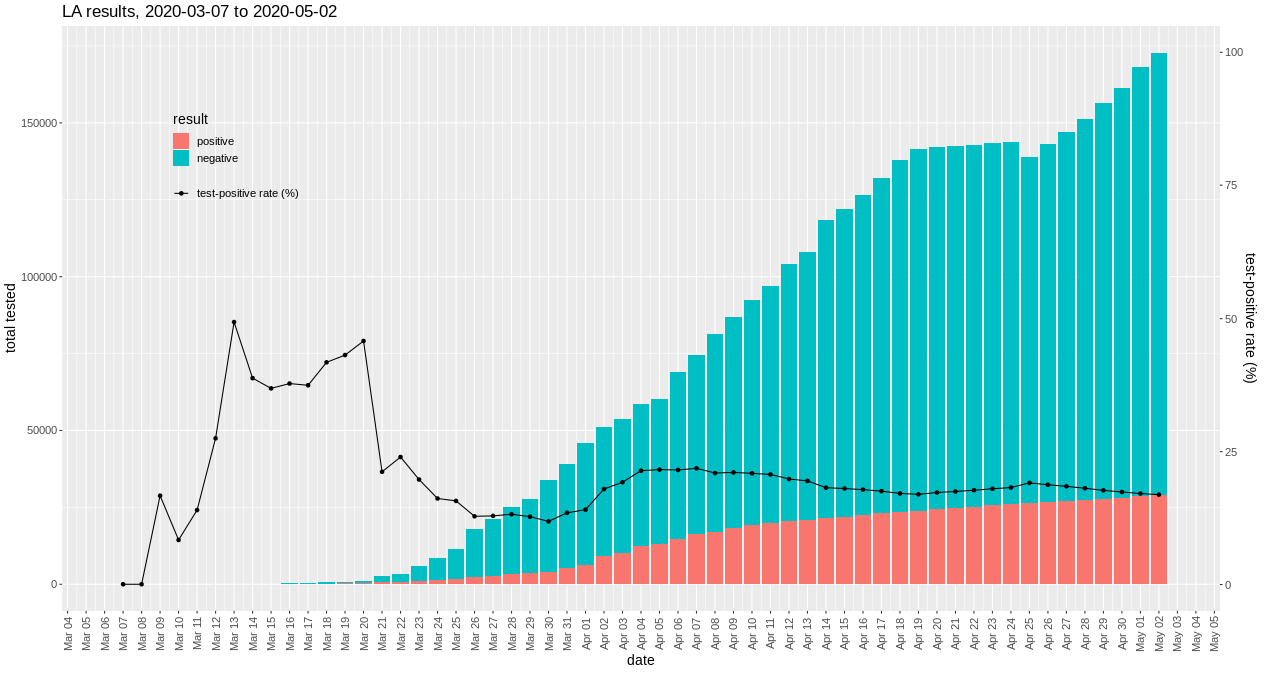 LA results, 2020-03-07 to 2020-05-02
result
positive
negative
test-positive rate (%)
total tested
150000
100000
50000
0
100
75
50
25
0
test-positive rate (%)
Mar 04
Mar 05
Mar 06
Mar 07
Mar 08
Mar 09
Mar 10
Mar 11
Mar 12
Mar 13
Mar 14
Mar 15
Mar 16
Mar 17
Mar 18
Mar 19
Mar 20
Mar 21
Mar 22
Mar 23
Mar 24
Mar 25
Mar 26
Mar 27
Mar 28
Mar 29
Mar 30
Mar 31
Apr 01
Apr 02
Apr 03
Apr 04
Apr 05
Apr 06
Apr 07
Apr 08
Apr 09
Apr 10
Apr 11
Apr 12
Apr 13
Apr 14
Apr 15
Apr 16
Apr 17
Apr 18
Apr 19
Apr 20
Apr 21
Apr 22
Apr 23
Apr 24
Apr 25
Apr 26
Apr 27
Apr 28
Apr 29
Apr 30
May 01
May 02
May 03
May 04
May 05
date